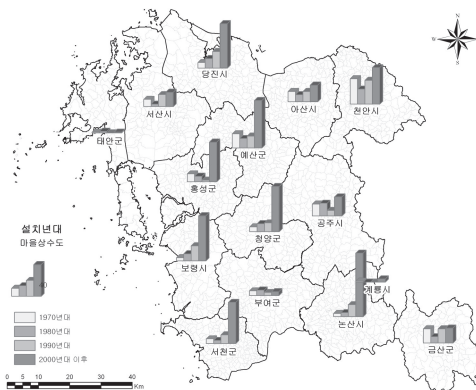 N
W E
S
당진시
서산시
아산시
천안시
태안군
예산군
홍성군
공주시
청양군
설치년대
마을상수도
보령시
계룡시
40
부여군
논산시
1970년대
1980년대
서천군
금산군
1990년대
2000년대 이후
0 5 10 20 30 40
Km